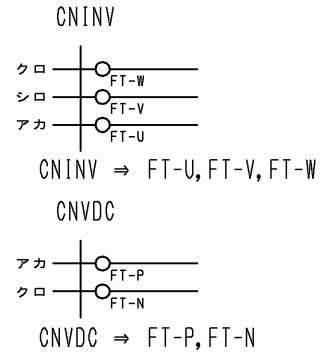 CNINV
クロ FT-W
シロ FT-V
アカ FT-U
CNINV ⇒ FT-U,FT-V,FT-W
CNVDC
アカ FT-P
クロ FT-N
CNVDC ⇒ FT-P,FT-N